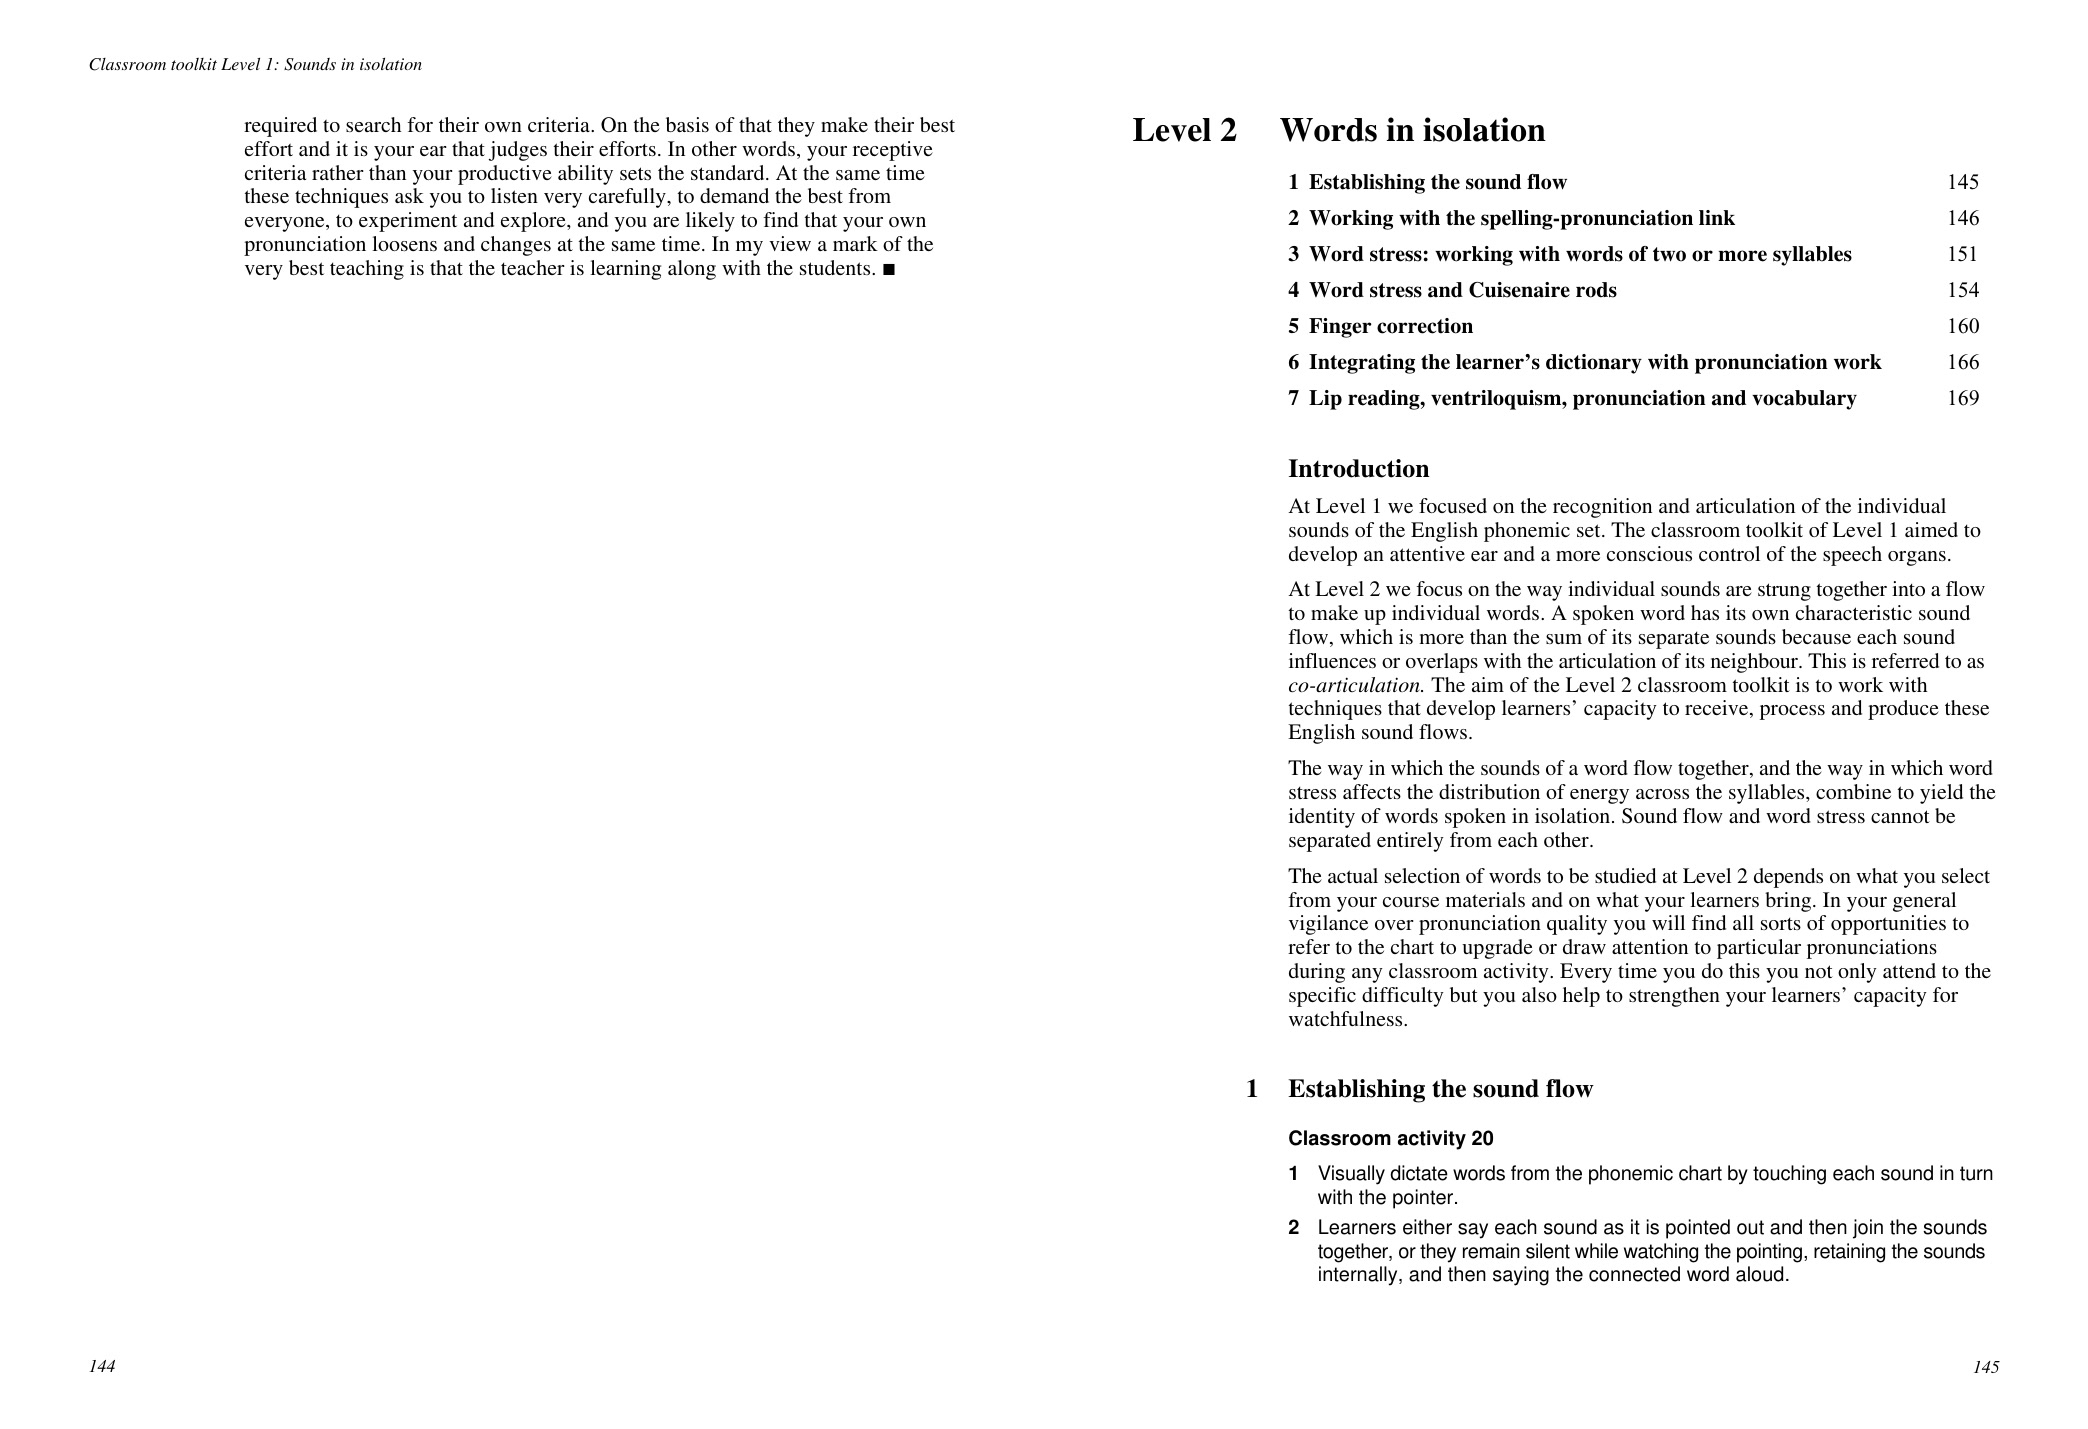 Classroom toolkit Level 1: Sounds in isolation
required to search for their own criteria. On the basis of that they make their best
effort and it is your ear that judges their efforts. In other words, your receptive
criteria rather than your productive ability sets the standard. At the same time
these techniques ask you to listen very carefully, to demand the best from
everyone, to experiment and explore, and you are likely to find that your own
pronunciation loosens and changes at the same time. In my view a mark of the
very best teaching is that the teacher is learning along with the students. ■
144
Level 2 Words in isolation
1 Establishing the sound flow 145
2 Working with the spelling-pronunciation link 146
3 Word stress: working with words of two or more syllables 151
4 Word stress and Cuisenaire rods 154
5 Finger correction 160
6 Integrating the learner’s dictionary with pronunciation work 166
7 Lip reading, ventriloquism, pronunciation and vocabulary 169
Introduction
At Level 1 we focused on the recognition and articulation of the individual
sounds of the English phonemic set. The classroom toolkit of Level 1 aimed to
develop an attentive ear and a more conscious control of the speech organs.
At Level 2 we focus on the way individual sounds are strung together into a flow
to make up individual words. A spoken word has its own characteristic sound
flow, which is more than the sum of its separate sounds because each sound
influences or overlaps with the articulation of its neighbour. This is referred to as
co-articulation. The aim of the Level 2 classroom toolkit is to work with
techniques that develop learners’ capacity to receive, process and produce these
English sound flows.
The way in which the sounds of a word flow together, and the way in which word
stress affects the distribution of energy across the syllables, combine to yield the
identity of words spoken in isolation. Sound flow and word stress cannot be
separated entirely from each other.
The actual selection of words to be studied at Level 2 depends on what you select
from your course materials and on what your learners bring. In your general
vigilance over pronunciation quality you will find all sorts of opportunities to
refer to the chart to upgrade or draw attention to particular pronunciations
during any classroom activity. Every time you do this you not only attend to the
specific difficulty but you also help to strengthen your learners’ capacity for
watchfulness.
1 Establishing the sound flow
Classroom activity 20
1 Visually dictate words from the phonemic chart by touching each sound in turn
with the pointer.
2 Learners either say each sound as it is pointed out and then join the sounds
together, or they remain silent while watching the pointing, retaining the sounds
internally, and then saying the connected word aloud.
145